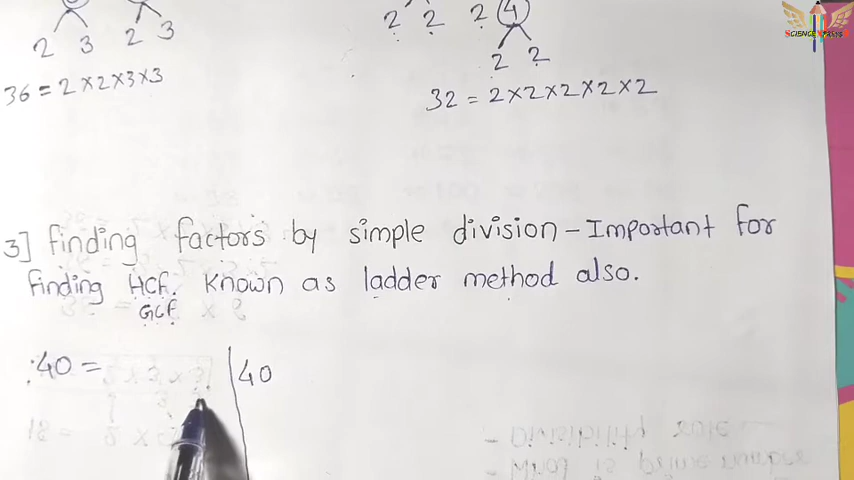 2 3 2 3
36 = 2×2×3×3
2 2 2 4
2 2
32 = 2×2×2×2×2
3] finding factors by simple division - Important for
finding HCF. Known as ladder method also.
GCF
:40 =
40
SCIENCE XPRESS